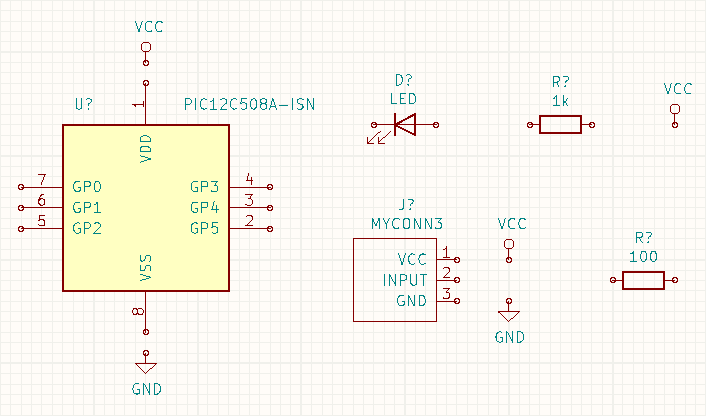 VCC
U?
PIC12C508A-ISN
1
VDD
7 GP0
6 GP1
5 GP2
GP3 4
GP4 3
GP5 2
VSS
8
GND
D?
LED
R?
1k
VCC
J?
MYCONN3
VCC 1
INPUT 2
GND 3
VCC
GND
R?
100